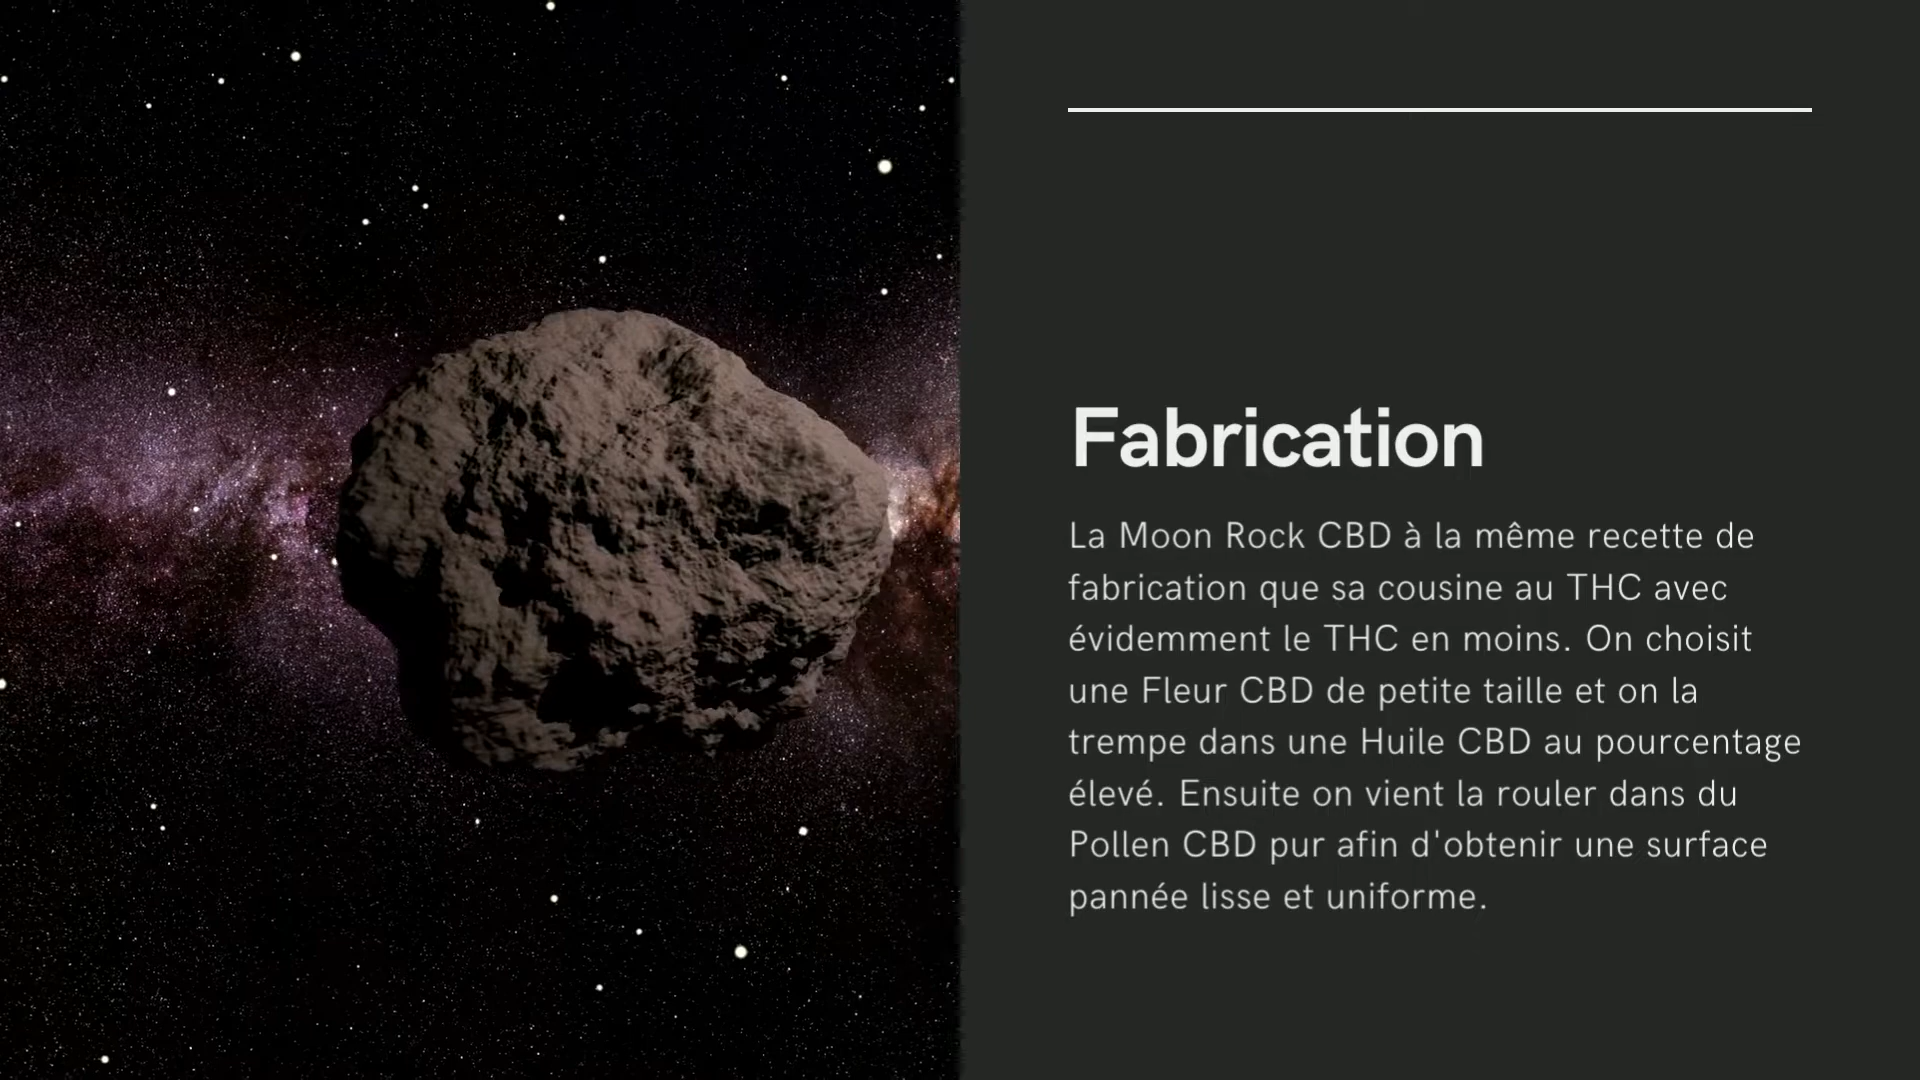 Fabrication
La Moon Rock CBD à la même recette de
fabrication que sa cousine au THC avec
évidemment le THC en moins. On choisit
une Fleur CBD de petite taille et on la
trempe dans une Huile CBD au pourcentage
élevé. Ensuite on vient la rouler dans du
Pollen CBD pur afin d'obtenir une surface
pannée lisse et uniforme.